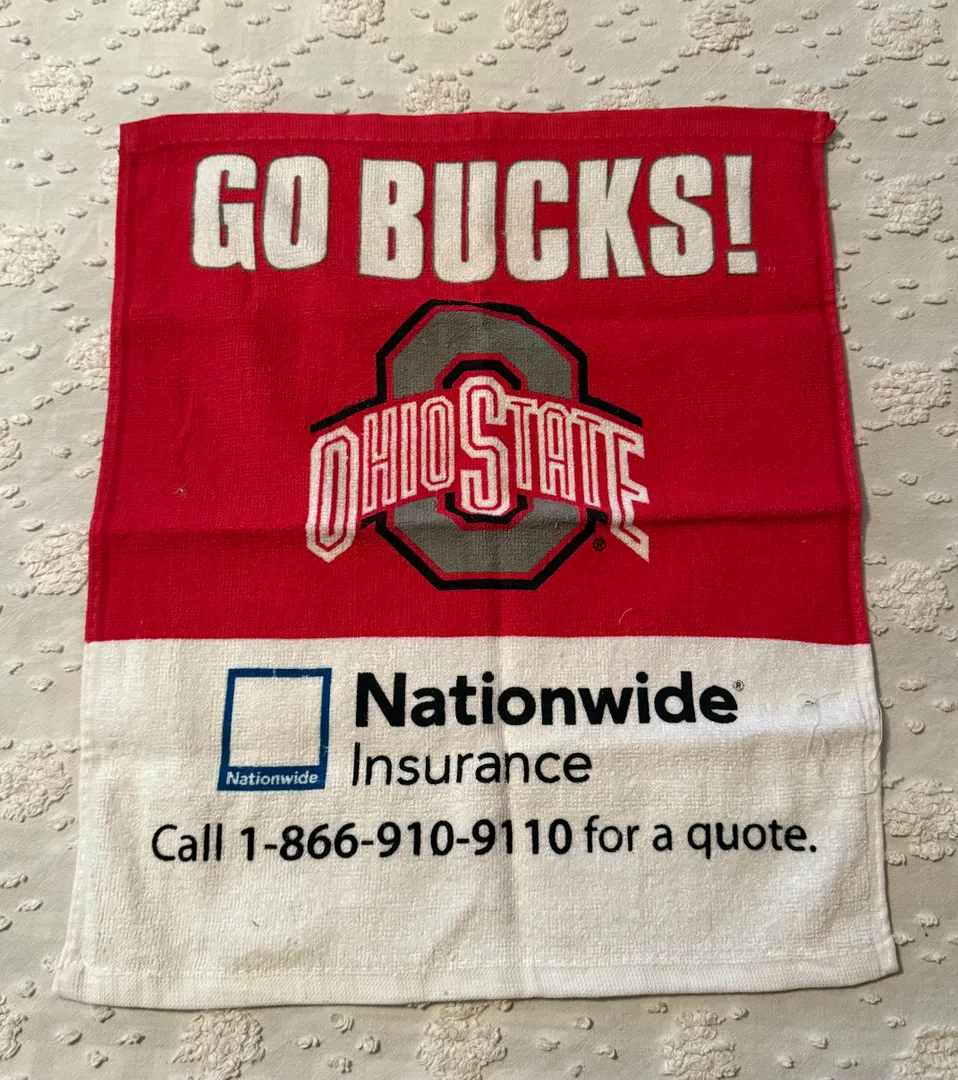 GO BUCKS!
OHIO STATE
®
Nationwide®
Insurance
Nationwide
Call 1-866-910-9110 for a quote.